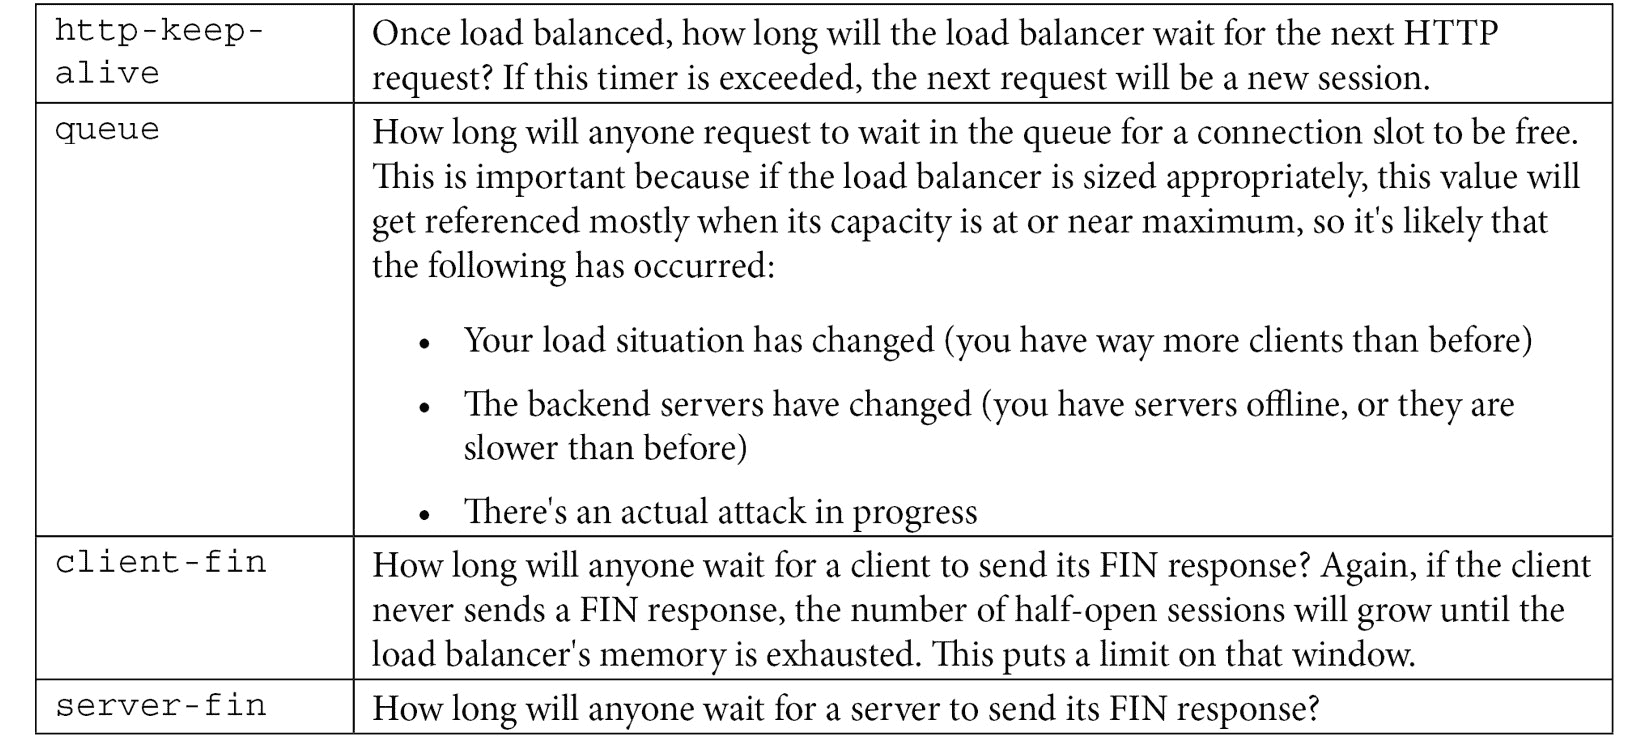 http-keep-
alive
Once load balanced, how long will the load balancer wait for the next HTTP
request? If this timer is exceeded, the next request will be a new session.
queue
How long will anyone request to wait in the queue for a connection slot to be free.
This is important because if the load balancer is sized appropriately, this value will
get referenced mostly when its capacity is at or near maximum, so it's likely that
the following has occurred:
• Your load situation has changed (you have way more clients than before)
• The backend servers have changed (you have servers offline, or they are
slower than before)
• There's an actual attack in progress
client-fin
How long will anyone wait for a client to send its FIN response? Again, if the client
never sends a FIN response, the number of half-open sessions will grow until the
load balancer's memory is exhausted. This puts a limit on that window.
server-fin
How long will anyone wait for a server to send its FIN response?